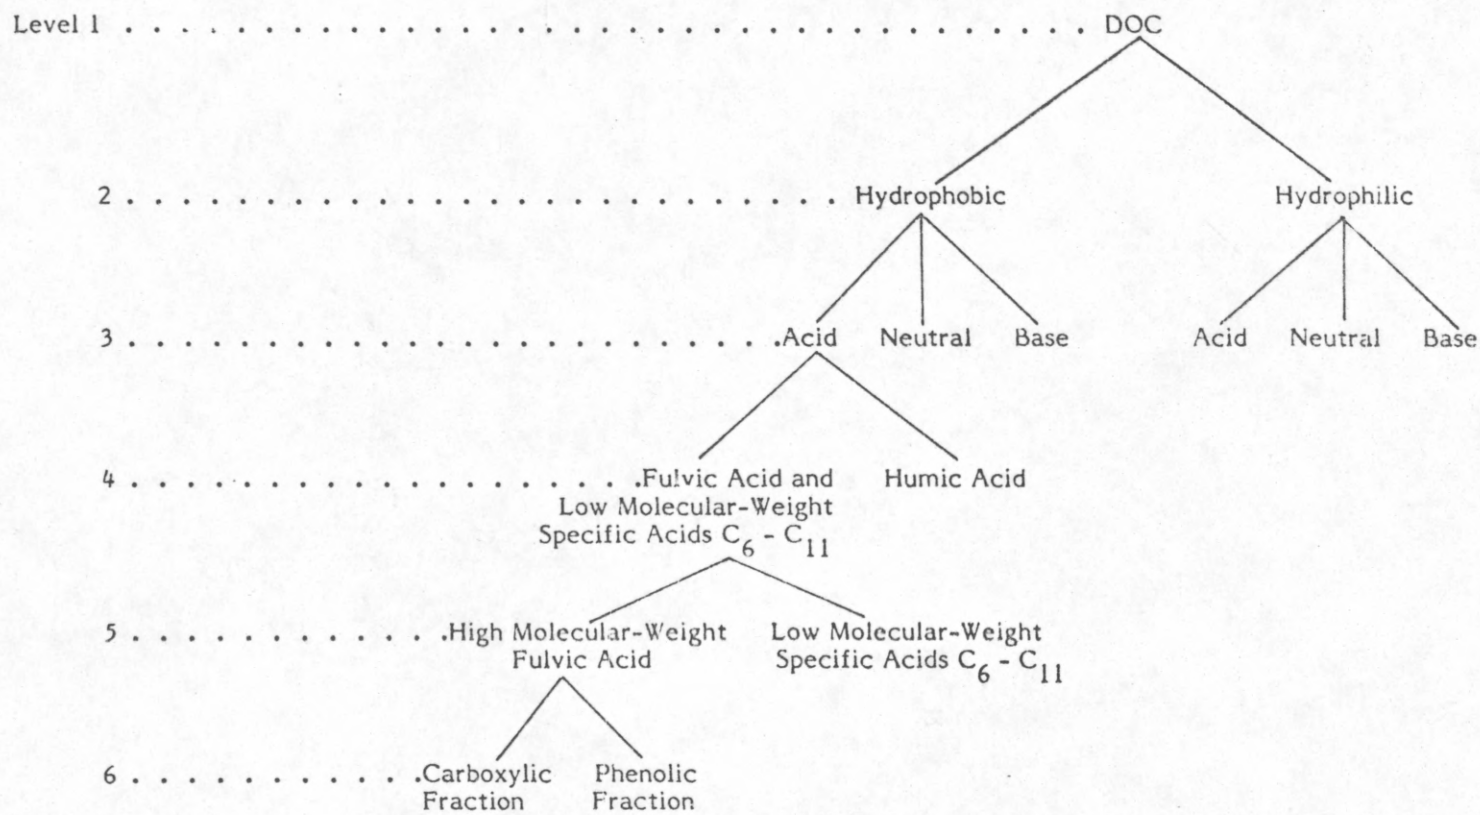 Level 1 . . . . . . . . . . . . . . . . . . . . . . . . . . . . . . . . . . DOC
2 . . . . . . . . . . . . . . . . . . . . . . . . . . Hydrophobic Hydrophilic
3 . . . . . . . . . . . . . . . . . . . . . . . .Acid Neutral Base Acid Neutral Base
4 . . . . . . . . . . . . . . . . . . .Fulvic Acid and Humic Acid
Low Molecular-Weight
Specific Acids C6 - C11
5 . . . . . . . . . . . .High Molecular-Weight Low Molecular-Weight
Fulvic Acid Specific Acids C6 - C11
6 . . . . . . . . . . .Carboxylic Phenolic
Fraction Fraction